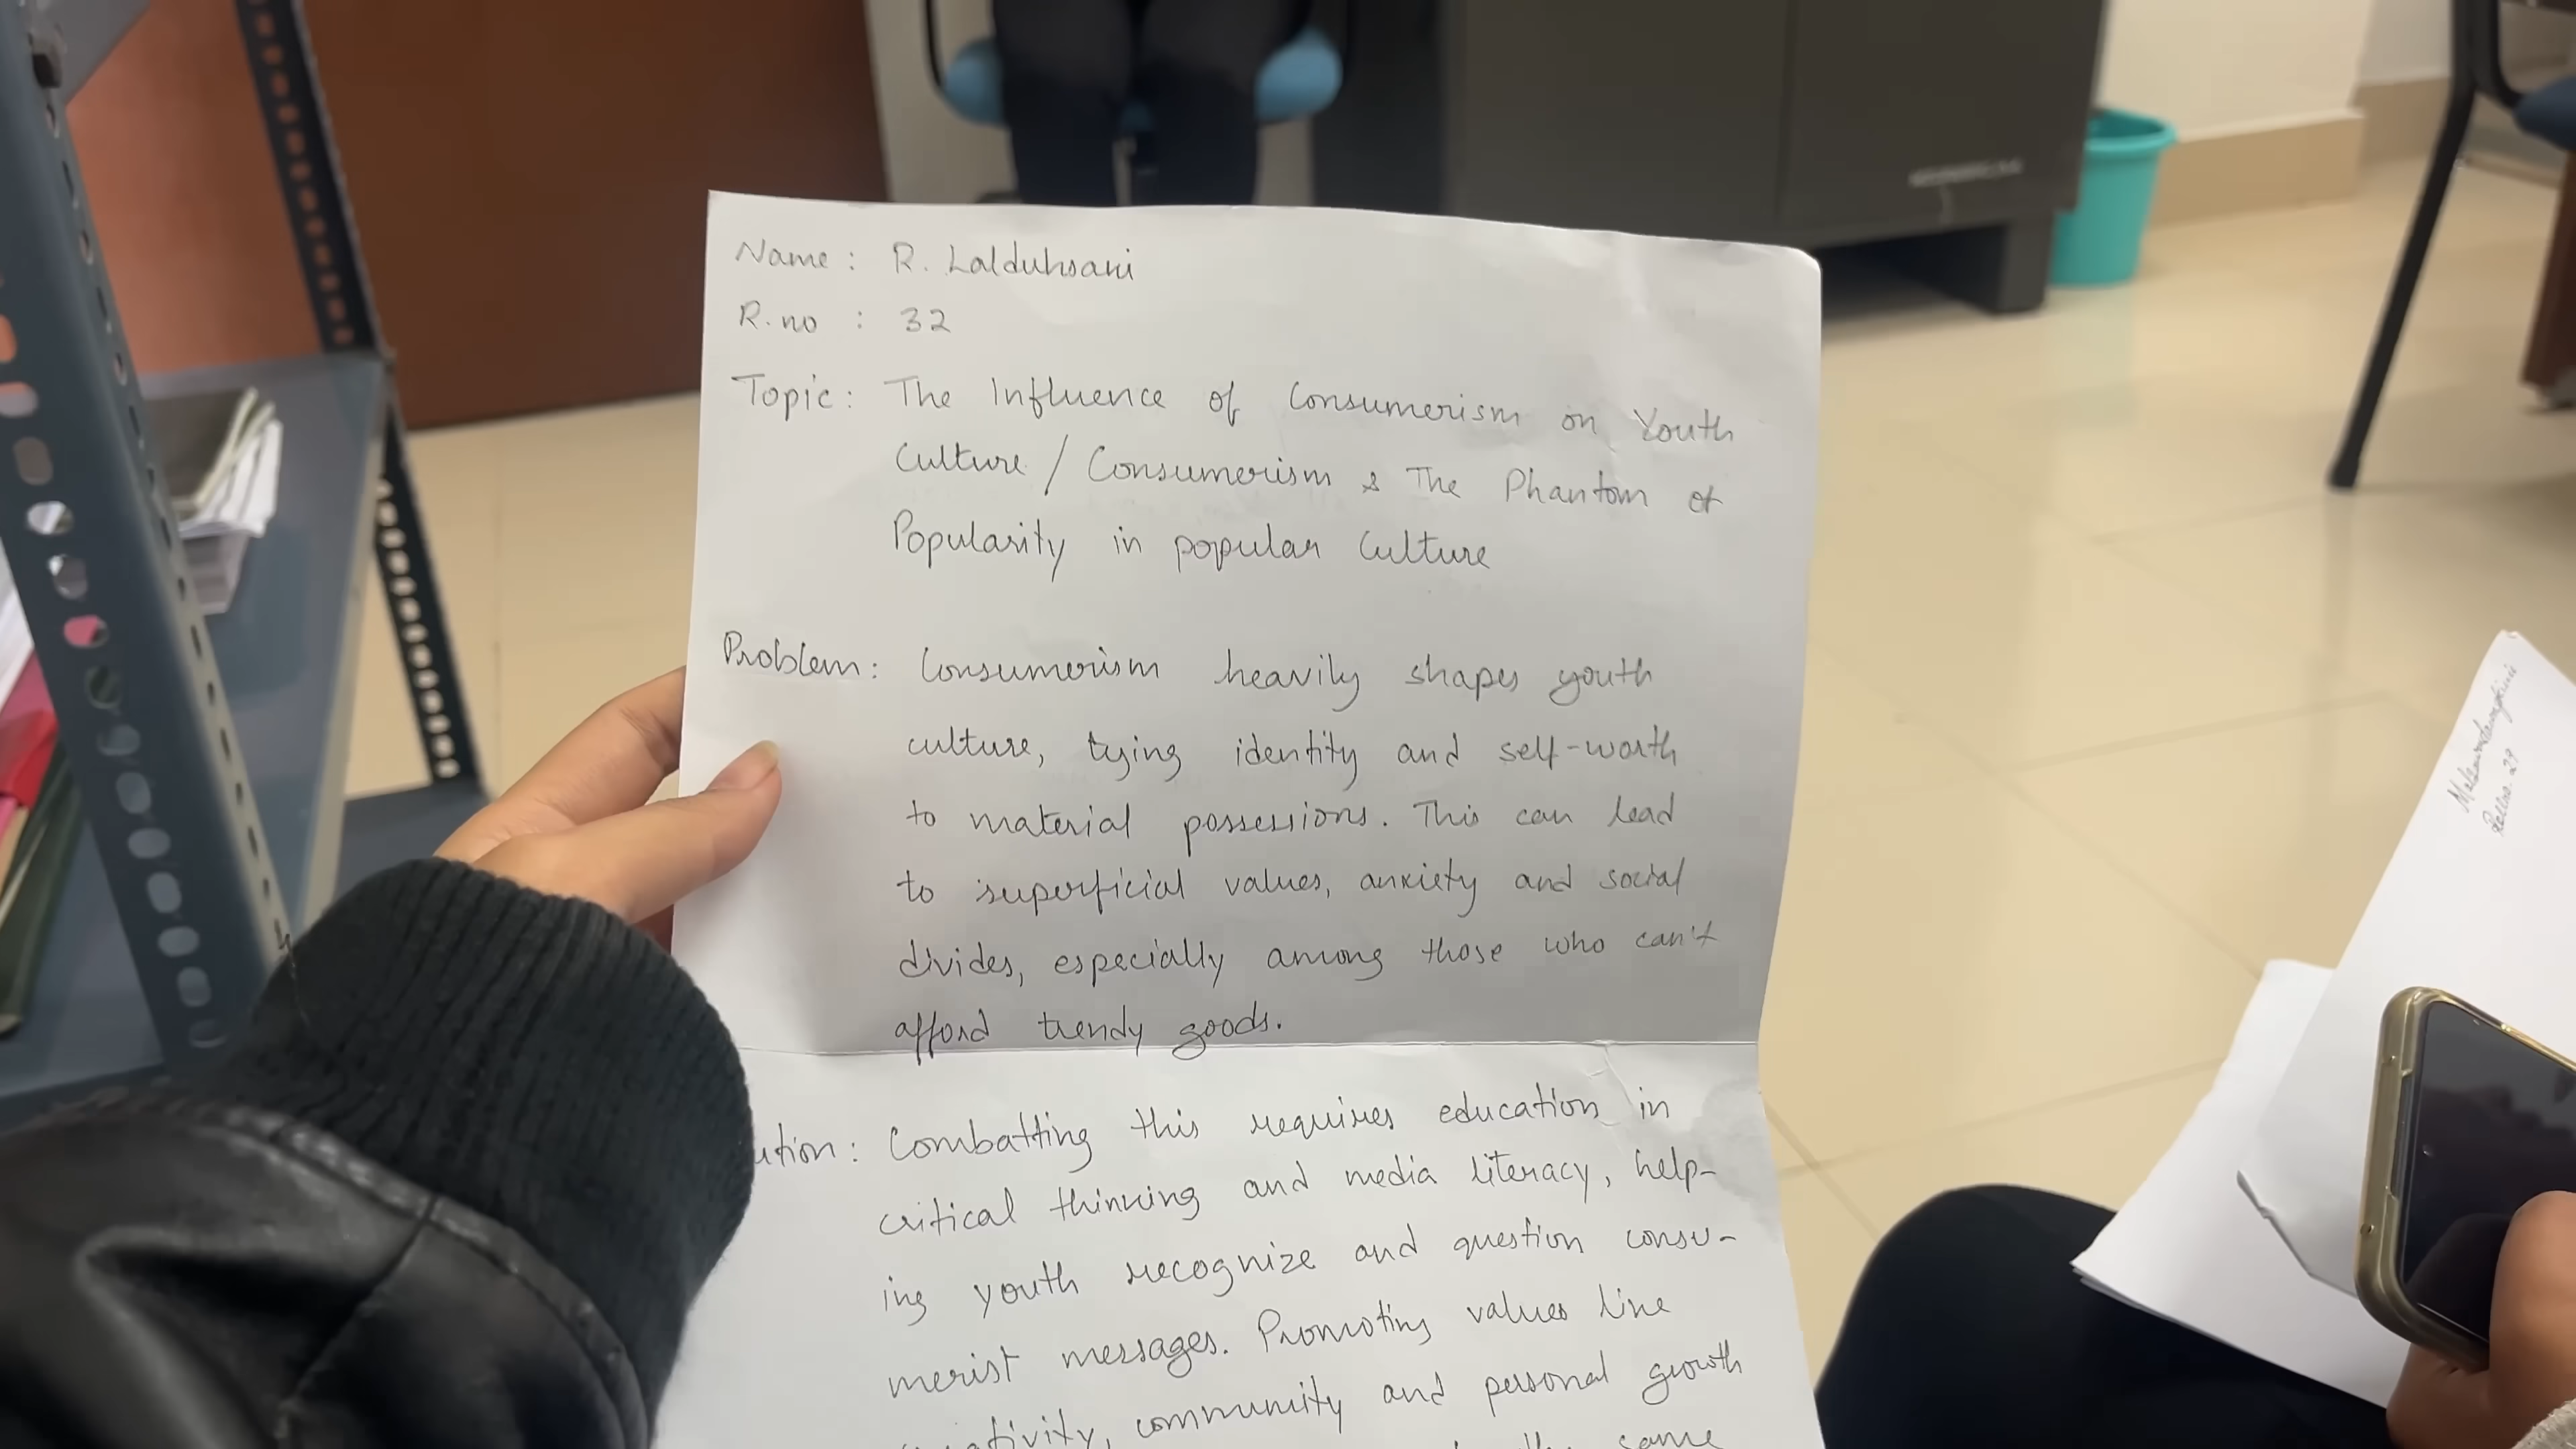 Name : R. Lalduhsaki
R.no : 32
Topic : The Influence of Consumerism on Youth
Culture / Consumerism & The Phantom of
Popularity in popular Culture
Problem : Consumerism heavily shapes youth
culture, tying identity and self-worth
to material possessions. This can lead
to superficial values, anxiety and social
divides, especially among those who can't
afford trendy goods.
ution : Combatting this requires education in
critical thinking and media literacy, help-
ing youth recognize and question consu-
merist messages. Promoting values like
ativity, community and personal growth
the same